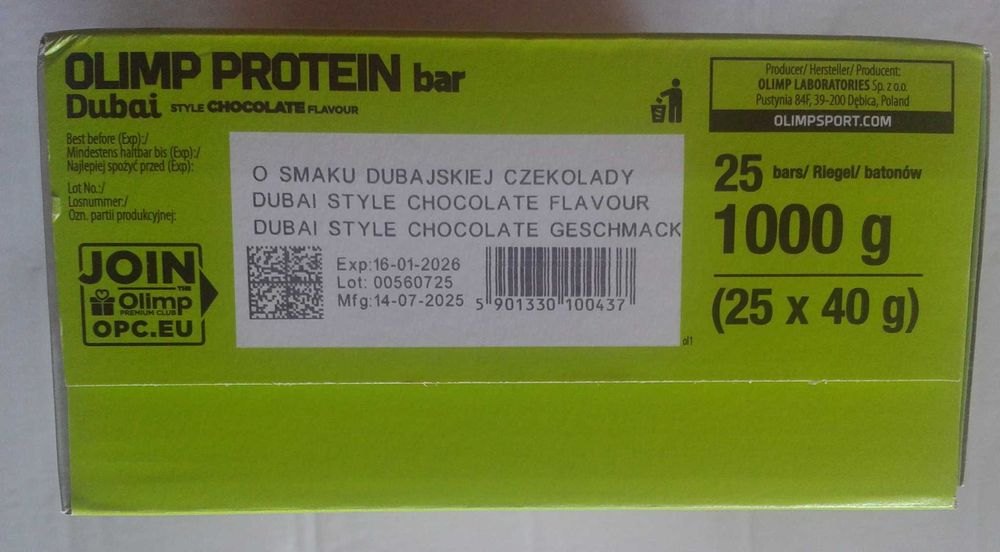 OLIMP PROTEIN bar
Dubai STYLE CHOCOLATE FLAVOUR
Best before (Exp):/
Mindestens haltbar bis (Exp):/
Najlepiej spożyć przed (Exp):
Lot No.:/
Losnummer:/
Ozn. partii produkcyjnej:
JOIN
THE
Olimp
PREMIUM CLUB
OPC.EU
O SMAKU DUBAJSKIEJ CZEKOLADY
DUBAI STYLE CHOCOLATE FLAVOUR
DUBAI STYLE CHOCOLATE GESCHMACK
Exp:16-01-2026
Lot: 00560725
Mfg:14-07-2025
5 901330 100437
pl1
Producer/ Hersteller/ Producent:
OLIMP LABORATORIES Sp. z o.o.
Pustynia 84F, 39-200 Dębica, Poland
OLIMPSPORT.COM
25 bars/ Riegel/ batonów
1000 g
(25 x 40 g)